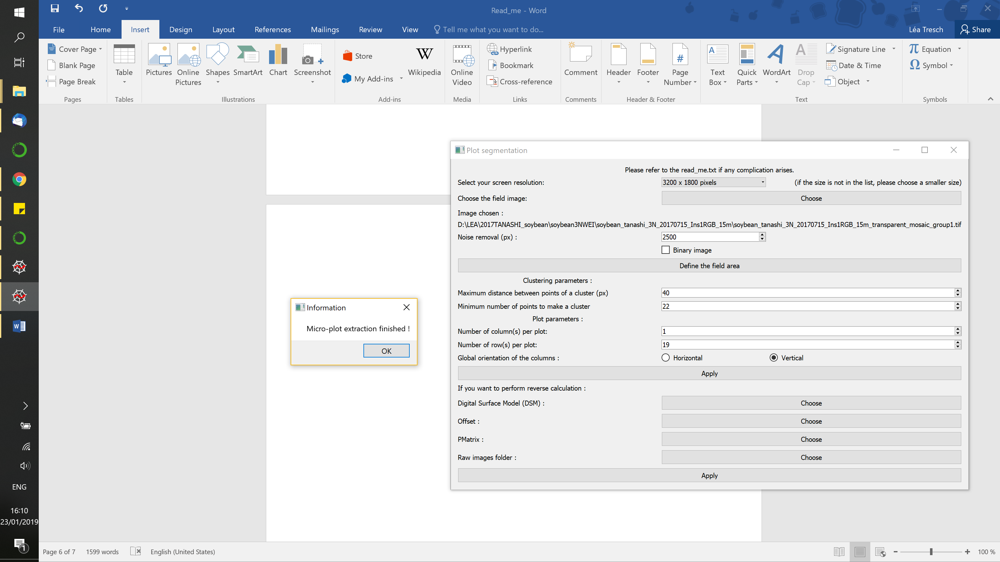 Read_me - Word
File Home Insert Design Layout References Mailings Review View Tell me what you want to do... Léa Tresch Share
Cover Page
Blank Page
Page Break
Pages
Table
Tables
Pictures
Online Pictures
Shapes
SmartArt
Chart
Screenshot
Illustrations
Store
My Add-ins
Wikipedia
Add-ins
Online Video
Media
Hyperlink
Bookmark
Cross-reference
Links
Comment
Comments
Header
Footer
Page Number
Header & Footer
Text Box
Quick Parts
WordArt
Drop Cap
Signature Line
Date & Time
Object
Text
Equation
Symbol
Symbols
Plot segmentation
Please refer to the read_me.txt if any complication arises.
Select your screen resolution: 3200 x 1800 pixels (if the size is not in the list, please choose a smaller size)
Choose the field image: Choose
Image chosen :
D:\LEA\2017TANASHI_soybean\soybean3NWEI\soybean_tanashi_3N_20170715_Ins1RGB_15m\soybean_tanashi_3N_20170715_Ins1RGB_15m_transparent_mosaic_group1.tif
Noise removal (px) : 2500
Binary image
Define the field area
Clustering parameters :
Maximum distance between points of a cluster (px) 40
Minimum number of points to make a cluster 22
Plot parameters :
Number of column(s) per plot: 1
Number of row(s) per plot: 19
Global orientation of the columns : Horizontal Vertical
Apply
If you want to perform reverse calculation :
Digital Surface Model (DSM) : Choose
Offset : Choose
PMatrix : Choose
Raw images folder : Choose
Apply
Information
Micro-plot extraction finished !
OK
ENG
16:10
23/01/2019
1
Page 6 of 7 1599 words English (United States) 100 %